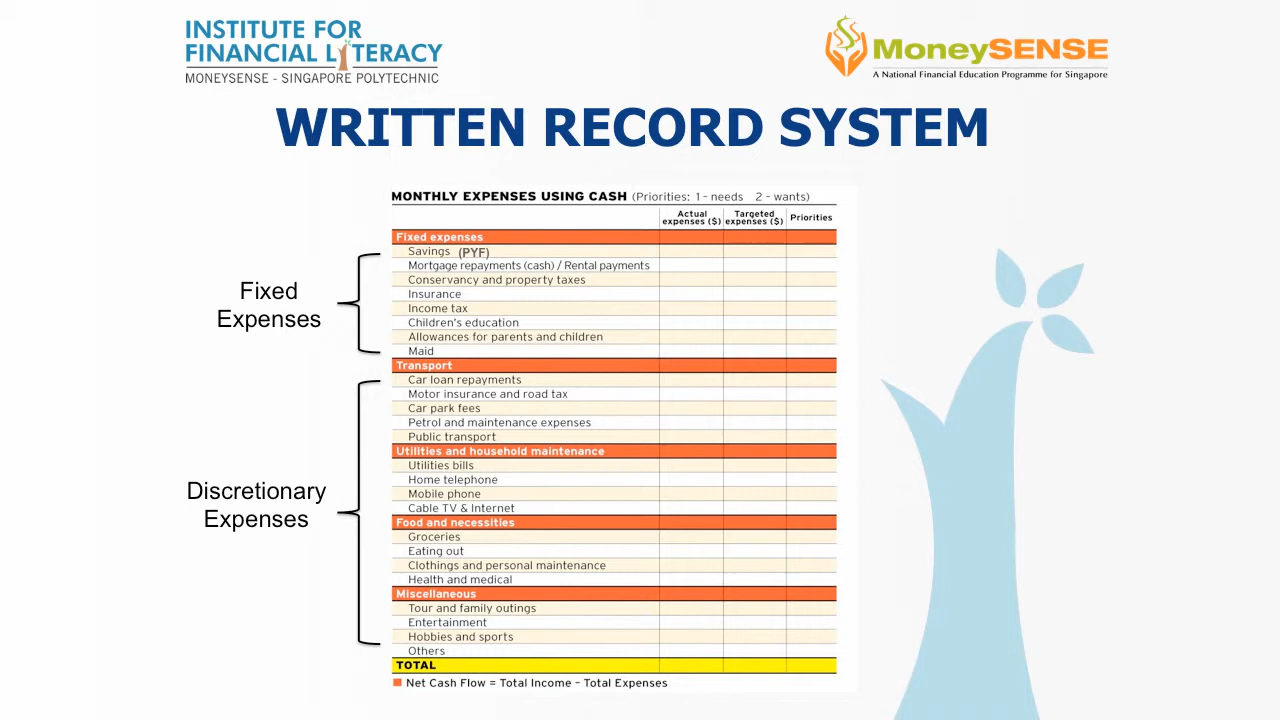 INSTITUTE FOR
FINANCIAL LITERACY
MONEYSENSE - SINGAPORE POLYTECHNIC
MoneySENSE
A National Financial Education Programme for Singapore
WRITTEN RECORD SYSTEM
MONTHLY EXPENSES USING CASH (Priorities: 1 – needs 2 – wants)
Actual expenses ($) Targeted expenses ($) Priorities
Fixed expenses
Savings (PYF)
Mortgage repayments (cash) / Rental payments
Conservancy and property taxes
Insurance
Income tax
Children's education
Allowances for parents and children
Maid
Fixed
Expenses
Transport
Car loan repayments
Motor insurance and road tax
Car park fees
Petrol and maintenance expenses
Public transport
Utilities and household maintenance
Utilities bills
Home telephone
Mobile phone
Cable TV & Internet
Food and necessities
Groceries
Eating out
Clothings and personal maintenance
Health and medical
Miscellaneous
Tour and family outings
Entertainment
Hobbies and sports
Others
Discretionary
Expenses
TOTAL
Net Cash Flow = Total Income – Total Expenses